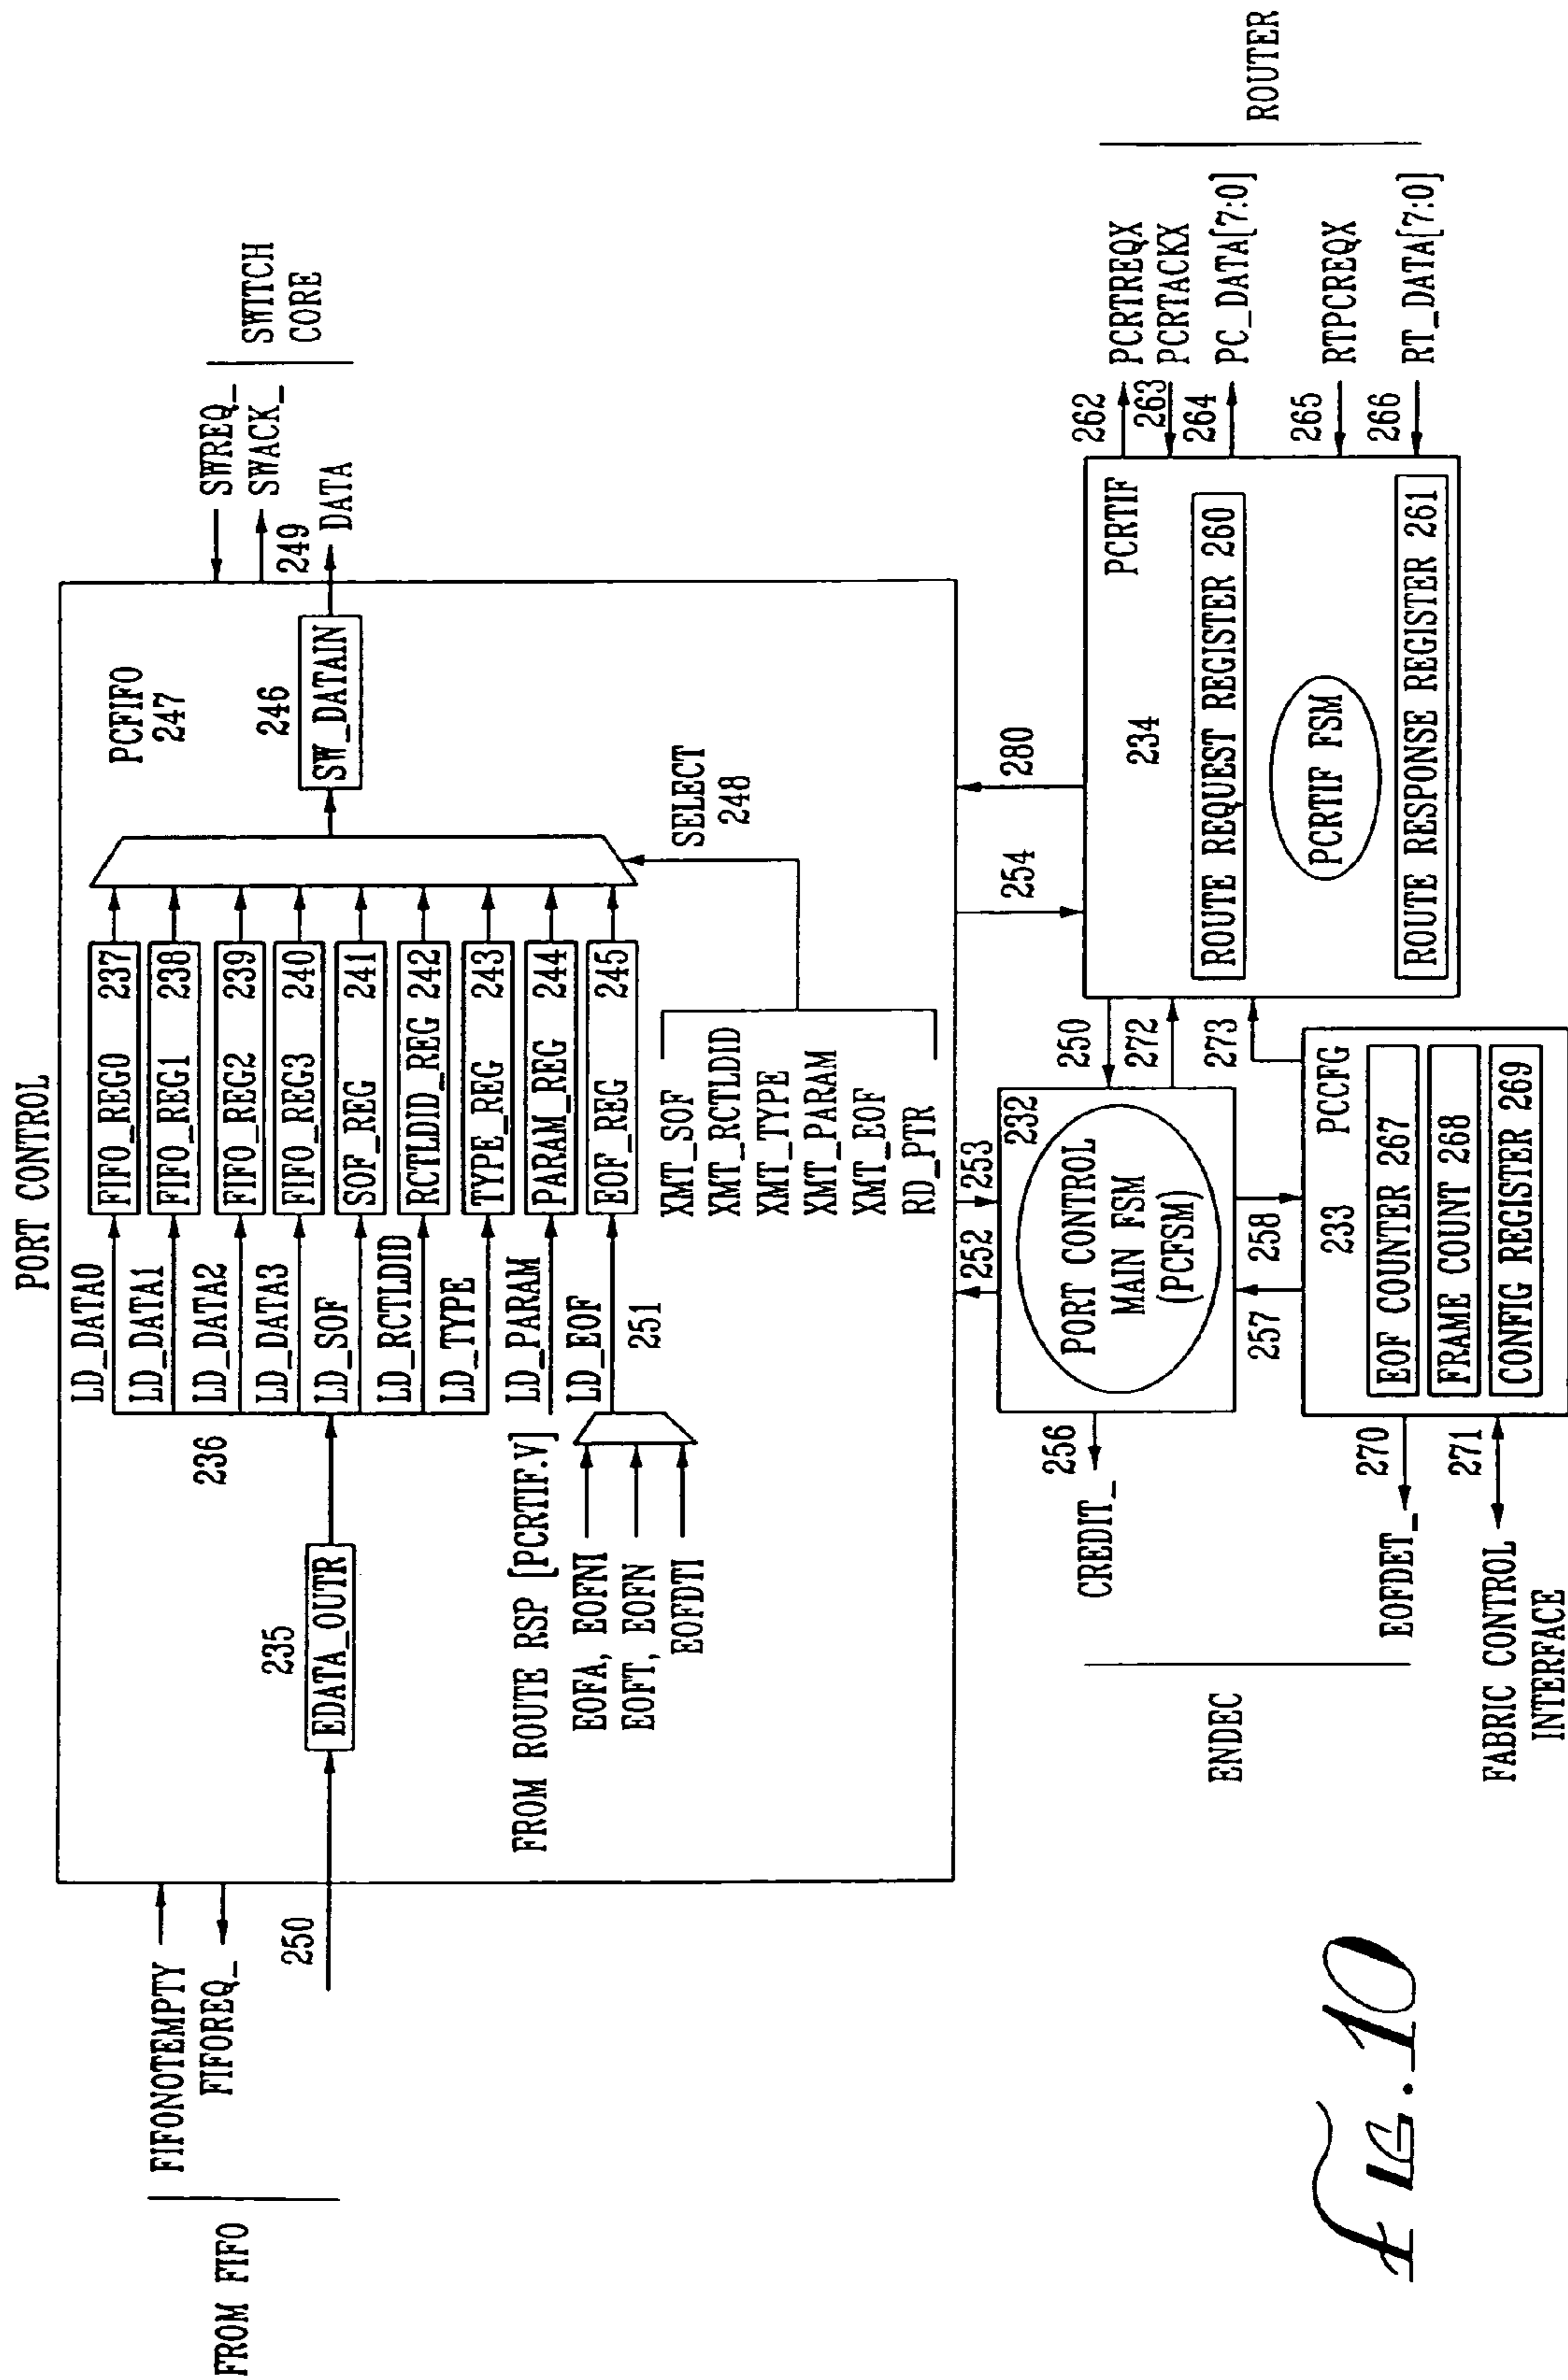 PORT CONTROL
FROM FIFO
FIFONOTEMPTY
FIFOREQ_
250
235
EDATA_OUTR
236
LD_DATA0
LD_DATA1
LD_DATA2
LD_DATA3
LD_SOF
LD_RCTLDID
LD_TYPE
LD_PARAM
LD_EOF
251
FROM ROUTE RSP [PCRTIF.V]
EOFA, EOFNI
EOFT, EOFN
EOFDTI
FIFO_REG0 237
FIFO_REG1 238
FIFO_REG2 239
FIFO_REG3 240
SOF_REG 241
RCTLDID_REG 242
TYPE_REG 243
PARAM_REG 244
EOF_REG 245
XMT_SOF
XMT_RCTLDID
XMT_TYPE
XMT_PARAM
XMT_EOF
RD_PTR
SELECT
248
PCFIFO
247
246
SW_DATAIN
SWREQ_
SWACK_
249
DATA
SWITCH
CORE
252
253
254
280
ENDEC
CREDIT_
256
232
PORT CONTROL
MAIN FSM
(PCFSM)
250
272
273
257
258
EOFDET_
270
FABRIC CONTROL
INTERFACE
271
233
PCCFG
EOF COUNTER 267
FRAME COUNT 268
CONFIG REGISTER 269
PCRTIF
234
ROUTE REQUEST REGISTER 260
PCRTIF FSM
ROUTE RESPONSE REGISTER 261
262
PCRTREQX
263
PCRTACKX
264
PC_DATA[7:0]
265
RTPCREQX
266
RT_DATA[7:0]
ROUTER
FIG.10